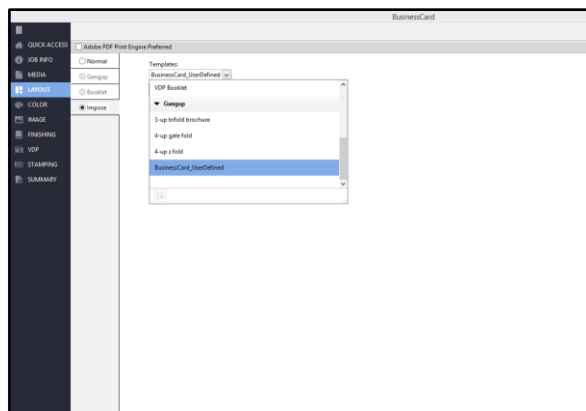 BusinessCard
QUICK ACCESS
Adobe PDF Print Engine Preferred
JOB INFO
MEDIA
LAYOUT
COLOR
IMAGE
FINISHING
VDP
STAMPING
SUMMARY
Normal
Gangup
Booklet
Impose
Templates:
BusinessCard_UserDefined
VDP Booklet
Gangup
3-up trifold brochure
4-up gate fold
4-up z fold
BusinessCard_UserDefined